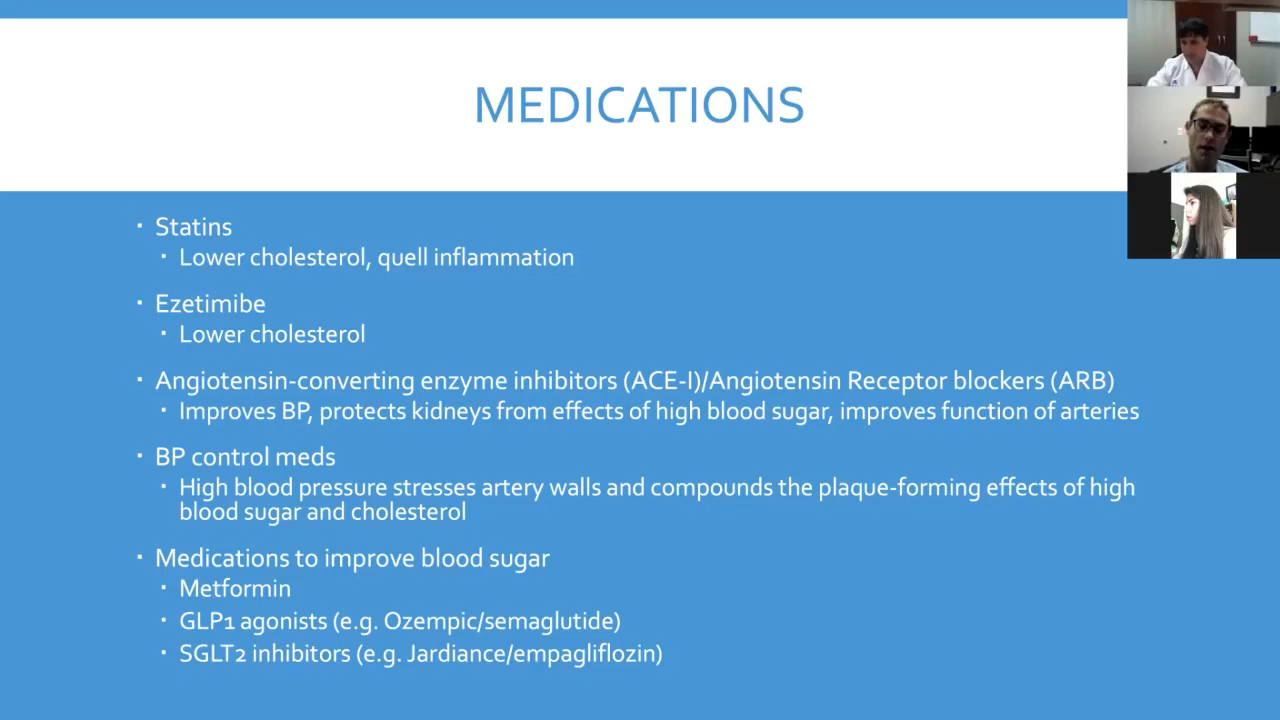 MEDICATIONS
▪ Statins
▪ Lower cholesterol, quell inflammation
▪ Ezetimibe
▪ Lower cholesterol
▪ Angiotensin-converting enzyme inhibitors (ACE-I)/Angiotensin Receptor blockers (ARB)
▪ Improves BP, protects kidneys from effects of high blood sugar, improves function of arteries
▪ BP control meds
▪ High blood pressure stresses artery walls and compounds the plaque-forming effects of high
blood sugar and cholesterol
▪ Medications to improve blood sugar
▪ Metformin
▪ GLP1 agonists (e.g. Ozempic/semaglutide)
▪ SGLT2 inhibitors (e.g. Jardiance/empagliflozin)